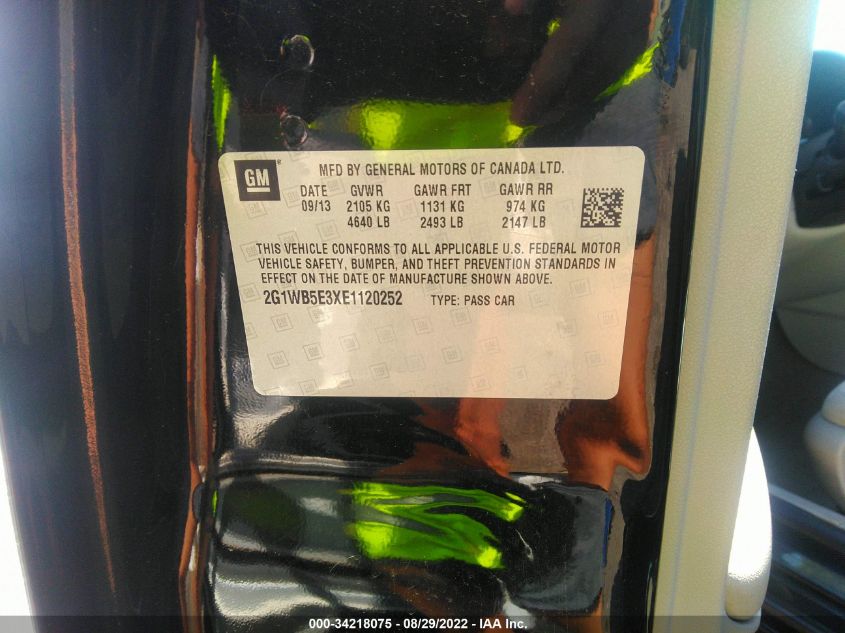 GM
MFD BY GENERAL MOTORS OF CANADA LTD.
DATE GVWR GAWR FRT GAWR RR
09/13 2105 KG 1131 KG 974 KG
4640 LB 2493 LB 2147 LB
THIS VEHICLE CONFORMS TO ALL APPLICABLE U.S. FEDERAL MOTOR
VEHICLE SAFETY, BUMPER, AND THEFT PREVENTION STANDARDS IN
EFFECT ON THE DATE OF MANUFACTURE SHOWN ABOVE.
2G1WB5E3XE1120252 TYPE: PASS CAR
000-34218075 - 08/29/2022 - IAA Inc.